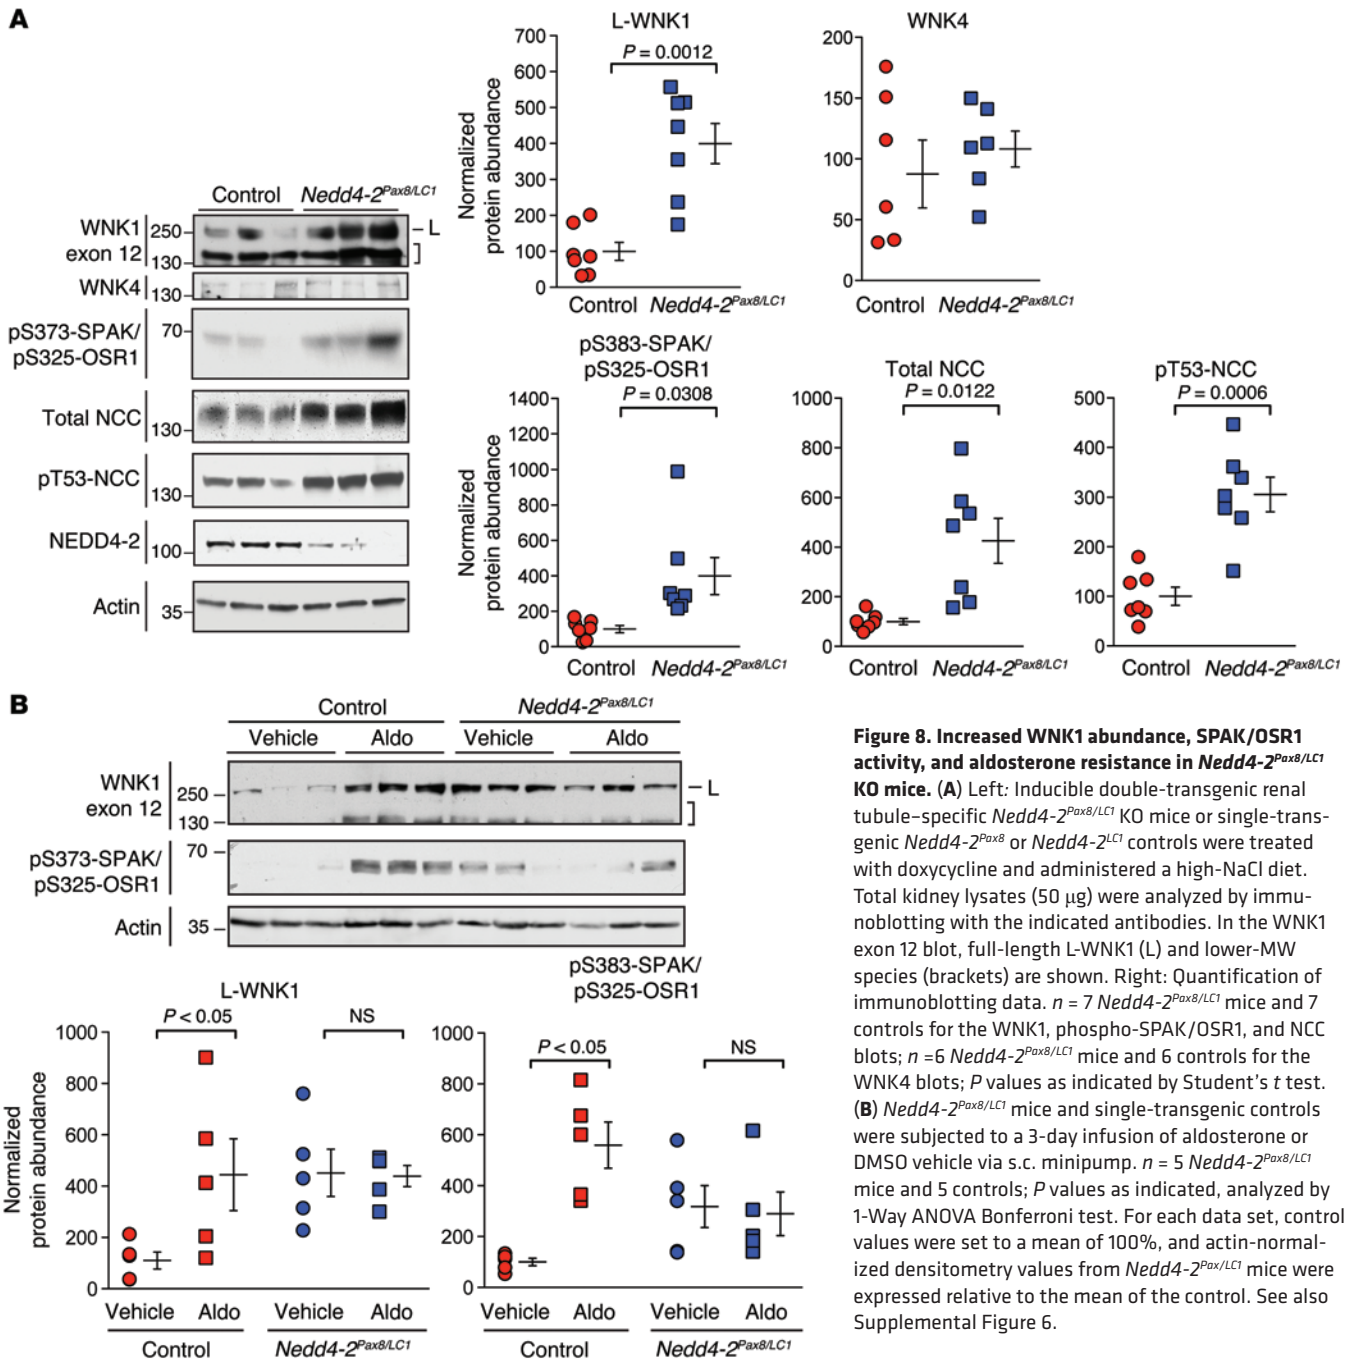 A
L-WNK1
WNK4
700
600
500
400
300
200
100
0
Normalized
protein abundance
P = 0.0012
Control Nedd4-2Pax8/LC1
200
150
100
50
0
Control Nedd4-2Pax8/LC1
Control Nedd4-2Pax8/LC1
WNK1
exon 12
250
130
L
WNK4
130
pS373-SPAK/
pS325-OSR1
70
Total NCC
130
pT53-NCC
130
NEDD4-2
100
Actin
35
pS383-SPAK/
pS325-OSR1
P = 0.0308
1400
1200
1000
800
600
400
200
0
Normalized
protein abundance
Control Nedd4-2Pax8/LC1
Total NCC
P = 0.0122
1000
800
600
400
200
0
Control Nedd4-2Pax8/LC1
pT53-NCC
P = 0.0006
500
400
300
200
100
0
Control Nedd4-2Pax8/LC1
B
Control Nedd4-2Pax8/LC1
Vehicle Aldo Vehicle Aldo
WNK1
exon 12
250
130
L
pS373-SPAK/
pS325-OSR1
70
Actin
35
L-WNK1
P < 0.05
NS
1000
800
600
400
200
0
Normalized
protein abundance
Vehicle Aldo Vehicle Aldo
Control Nedd4-2Pax8/LC1
pS383-SPAK/
pS325-OSR1
P < 0.05
NS
1000
800
600
400
200
0
Vehicle Aldo Vehicle Aldo
Control Nedd4-2Pax8/LC1
Figure 8. Increased WNK1 abundance, SPAK/OSR1
activity, and aldosterone resistance in Nedd4-2Pax8/LC1
KO mice. (A) Left: Inducible double-transgenic renal
tubule–specific Nedd4-2Pax8/LC1 KO mice or single-trans-
genic Nedd4-2Pax8 or Nedd4-2LC1 controls were treated
with doxycycline and administered a high-NaCl diet.
Total kidney lysates (50 μg) were analyzed by immu-
noblotting with the indicated antibodies. In the WNK1
exon 12 blot, full-length L-WNK1 (L) and lower-MW
species (brackets) are shown. Right: Quantification of
immunoblotting data. n = 7 Nedd4-2Pax8/LC1 mice and 7
controls for the WNK1, phospho-SPAK/OSR1, and NCC
blots; n =6 Nedd4-2Pax8/LC1 mice and 6 controls for the
WNK4 blots; P values as indicated by Student's t test.
(B) Nedd4-2Pax8/LC1 mice and single-transgenic controls
were subjected to a 3-day infusion of aldosterone or
DMSO vehicle via s.c. minipump. n = 5 Nedd4-2Pax8/LC1
mice and 5 controls; P values as indicated, analyzed by
1-Way ANOVA Bonferroni test. For each data set, control
values were set to a mean of 100%, and actin-normal-
ized densitometry values from Nedd4-2Pax/LC1 mice were
expressed relative to the mean of the control. See also
Supplemental Figure 6.